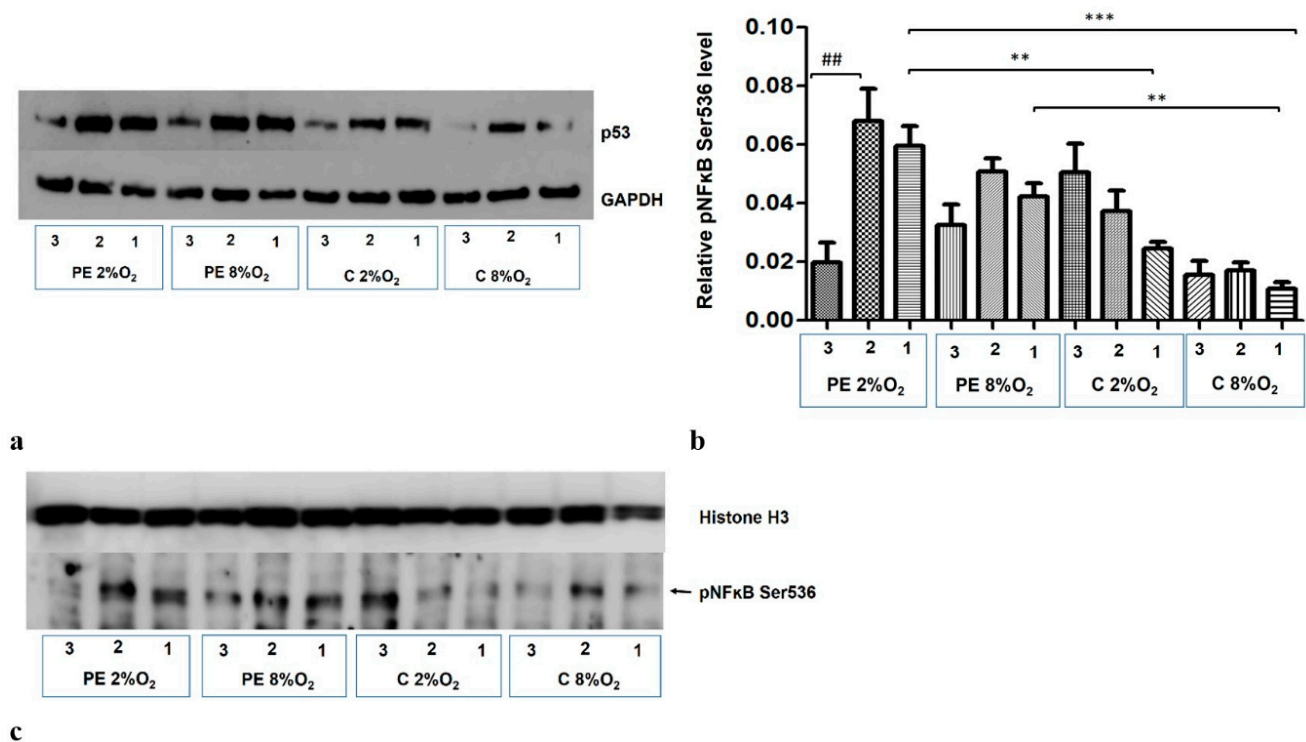 p53
GAPDH
3 2 1 3 2 1 3 2 1 3 2 1
PE 2%O₂ PE 8%O₂ C 2%O₂ C 8%O₂
a
Relative pNFκB Ser536 level
0.10
0.08
0.06
0.04
0.02
0.00
***
## **
**
3 2 1 3 2 1 3 2 1 3 2 1
PE 2%O₂ PE 8%O₂ C 2%O₂ C 8%O₂
b
Histone H3
pNFκB Ser536
3 2 1 3 2 1 3 2 1 3 2 1
PE 2%O₂ PE 8%O₂ C 2%O₂ C 8%O₂
c